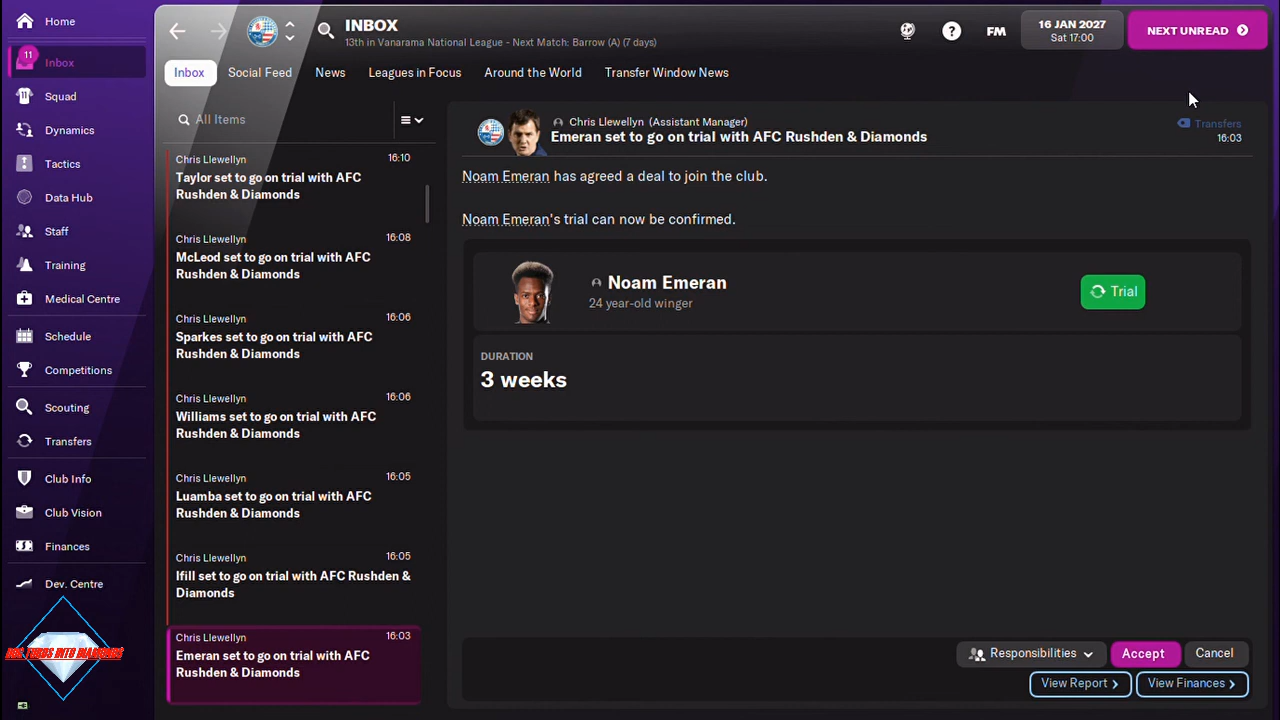 Home
11
Inbox
Squad
Dynamics
Tactics
Data Hub
Staff
Training
Medical Centre
Schedule
Competitions
Scouting
Transfers
Club Info
Club Vision
Finances
Dev. Centre
INBOX
13th in Vanarama National League - Next Match: Barrow (A) (7 days)
? FM
16 JAN 2027
Sat 17:00
NEXT UNREAD
Inbox Social Feed News Leagues in Focus Around the World Transfer Window News
All Items
Chris Llewellyn 16:10
Taylor set to go on trial with AFC
Rushden & Diamonds
Chris Llewellyn 16:08
McLeod set to go on trial with AFC
Rushden & Diamonds
Chris Llewellyn 16:06
Sparkes set to go on trial with AFC
Rushden & Diamonds
Chris Llewellyn 16:06
Williams set to go on trial with AFC
Rushden & Diamonds
Chris Llewellyn 16:05
Luamba set to go on trial with AFC
Rushden & Diamonds
Chris Llewellyn 16:05
Ifill set to go on trial with AFC Rushden &
Diamonds
Chris Llewellyn 16:03
Emeran set to go on trial with AFC
Rushden & Diamonds
Chris Llewellyn (Assistant Manager)
Emeran set to go on trial with AFC Rushden & Diamonds
Transfers
16:03
Noam Emeran has agreed a deal to join the club.
Noam Emeran's trial can now be confirmed.
Noam Emeran
24 year-old winger
Trial
DURATION
3 weeks
Responsibilities Accept Cancel
View Report View Finances